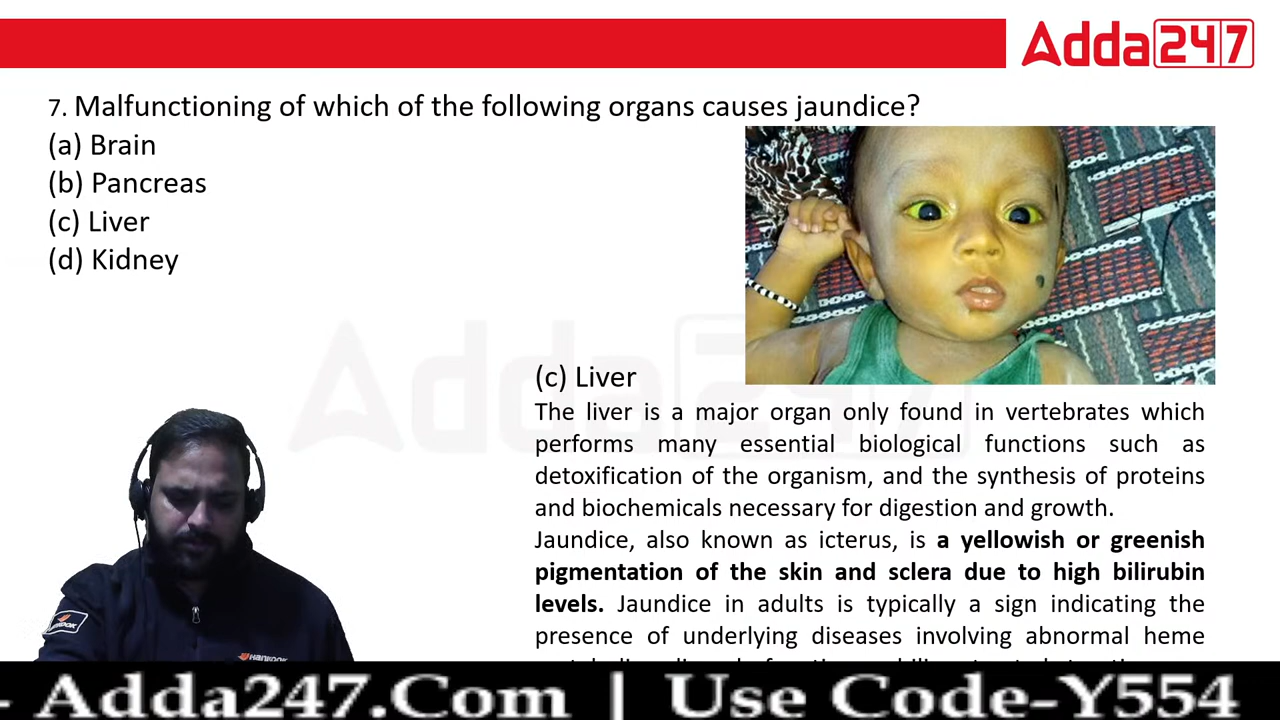 Adda247
7. Malfunctioning of which of the following organs causes jaundice?
(a) Brain
(b) Pancreas
(c) Liver
(d) Kidney
Adda247
(c) Liver
The liver is a major organ only found in vertebrates which
performs many essential biological functions such as
detoxification of the organism, and the synthesis of proteins
and biochemicals necessary for digestion and growth.
Jaundice, also known as icterus, is a yellowish or greenish
pigmentation of the skin and sclera due to high bilirubin
levels. Jaundice in adults is typically a sign indicating the
presence of underlying diseases involving abnormal heme
HANKOOK
- Adda247.Com | Use Code-Y554